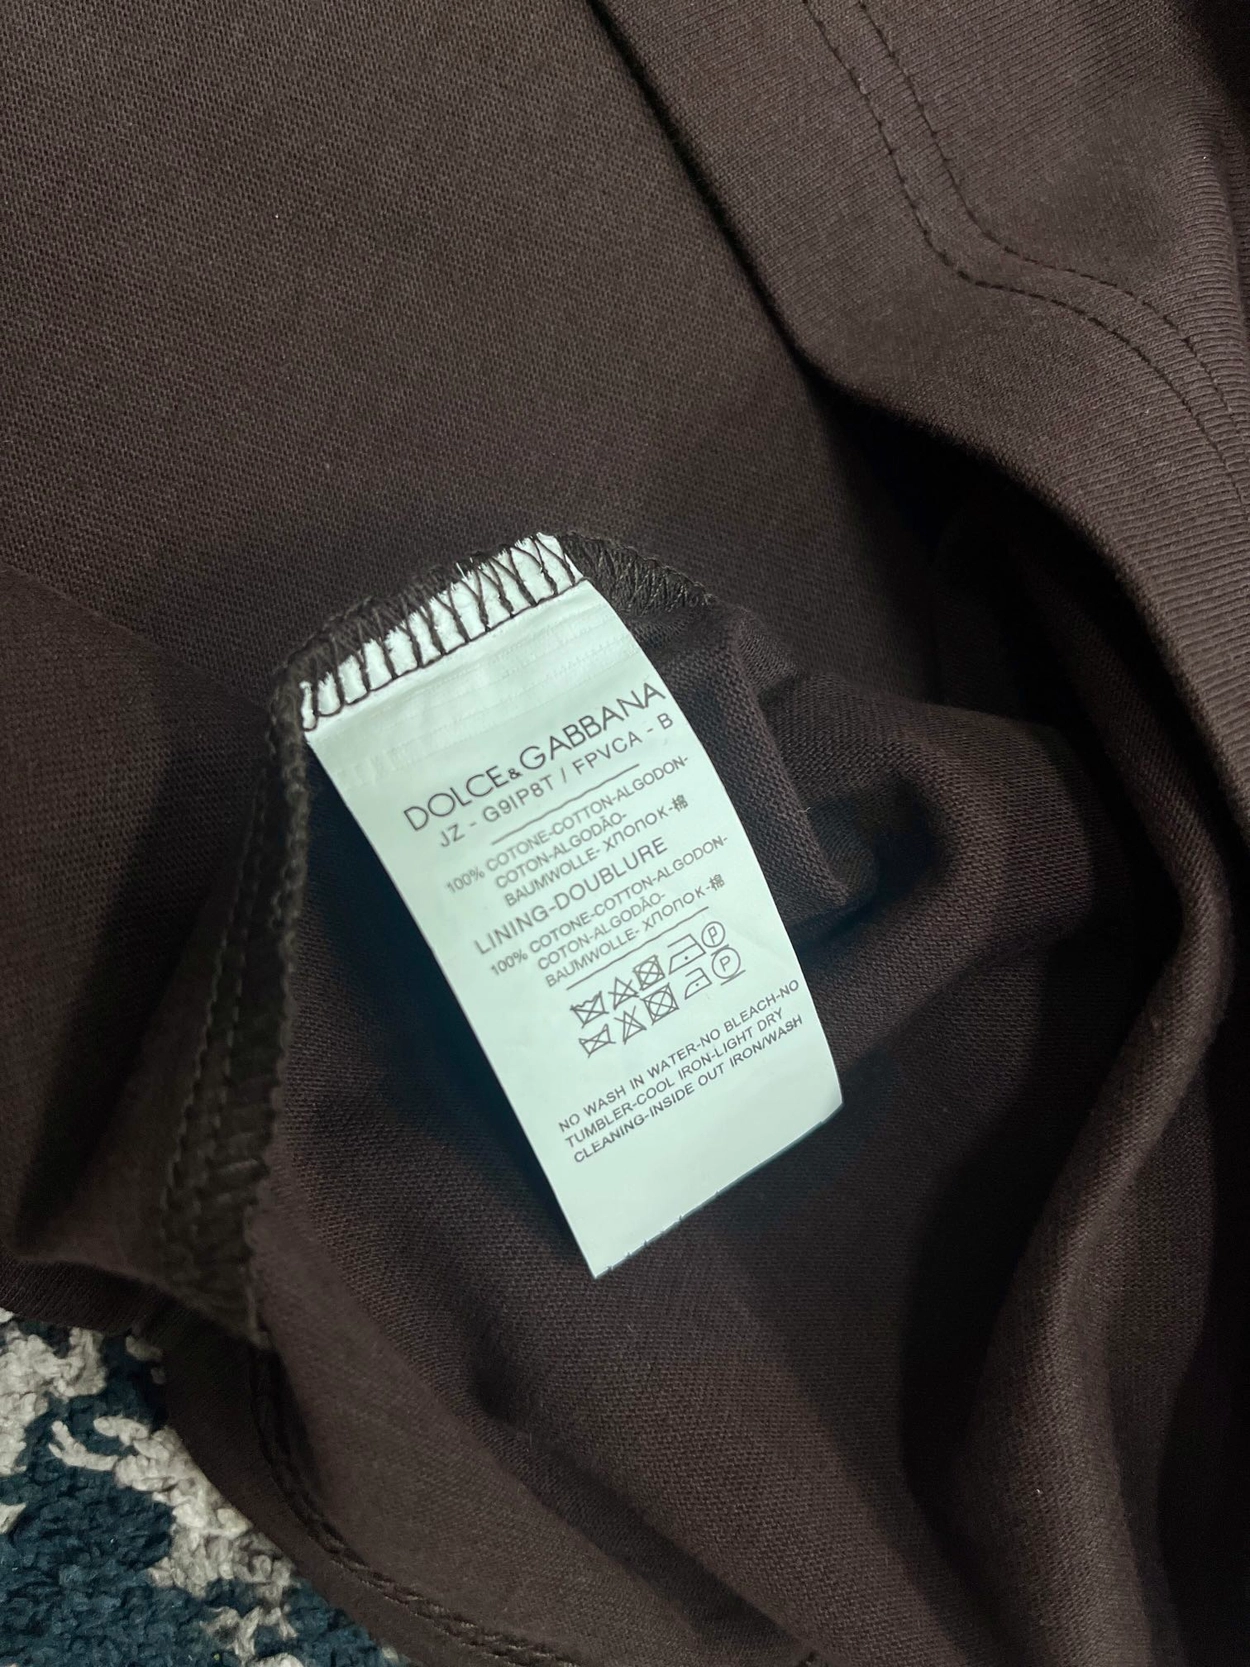 DOLCE&GABBANA
JZ - G9IP8T / FPVCA - B
100% COTONE-COTTON-ALGODON-
COTON-ALGODÃO-
BAUMWOLLE- ХЛОПОК-棉
LINING-DOUBLURE
100% COTONE-COTTON-ALGODON-
COTON-ALGODÃO-
BAUMWOLLE- ХЛОПОК-棉
P
P
NO WASH IN WATER-NO BLEACH-NO
TUMBLER-COOL IRON-LIGHT DRY
CLEANING-INSIDE OUT IRON/WASH